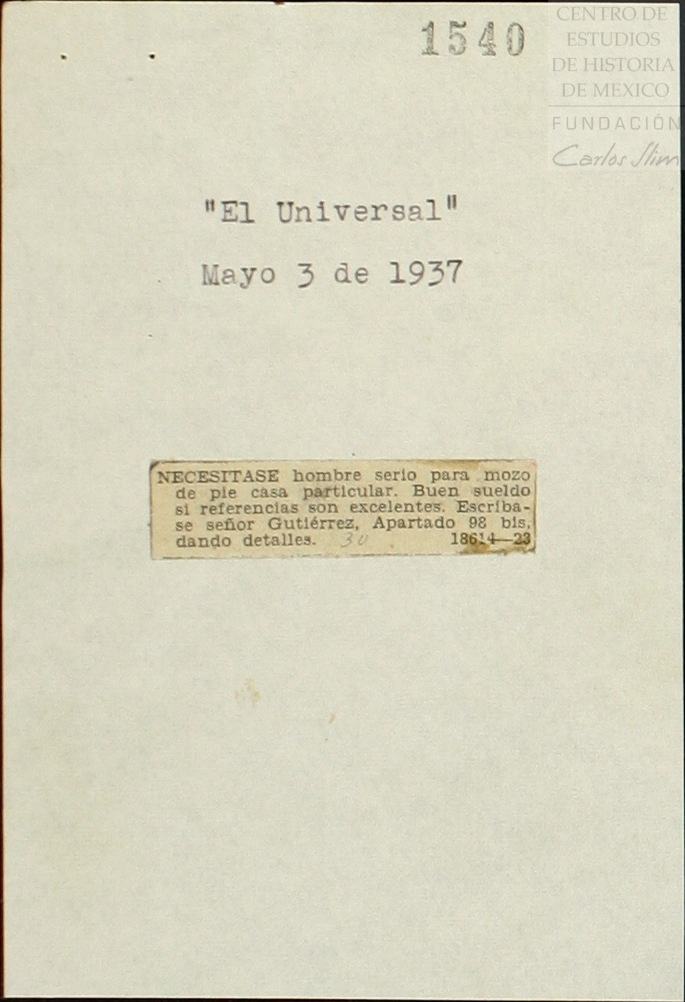 1540
CENTRO DE
ESTUDIOS
DE HISTORIA
DE MEXICO
FUNDACIÓN
Carlos Slim
"El Universal"
Mayo 3 de 1937
NECESITASE hombre serio para mozo
de pie casa particular. Buen sueldo
si referencias son excelentes. Escríba-
se señor Gutiérrez, Apartado 98 bis,
dando detalles. 30 18614—23